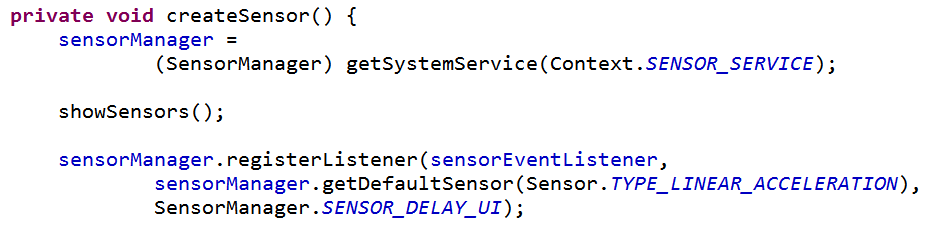 private void createSensor() {
sensorManager =
(SensorManager) getSystemService(Context.SENSOR_SERVICE);
showSensors();
sensorManager.registerListener(sensorEventListener,
sensorManager.getDefaultSensor(Sensor.TYPE_LINEAR_ACCELERATION),
SensorManager.SENSOR_DELAY_UI);